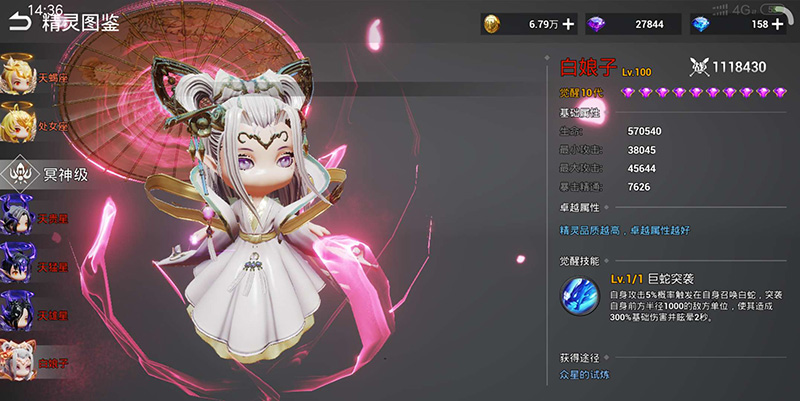 14:36
4G
精灵图鉴
6.79万
27844
158
天蝎座
处女座
冥神级
天贵星
天猛星
天雄星
白娘子
白娘子 Lv.100
1118430
觉醒10代
基础属性
生命: 570540
最小攻击: 38045
最大攻击: 45644
暴击精通: 7626
卓越属性
精灵品质越高，卓越属性越好
觉醒技能
Lv.1/1 巨蛇突袭
自身攻击5%概率触发在自身召唤白蛇，突袭
自身前方半径1000的敌方单位，使其造成
300%基础伤害并眩晕2秒。
获得途径
众星的试炼